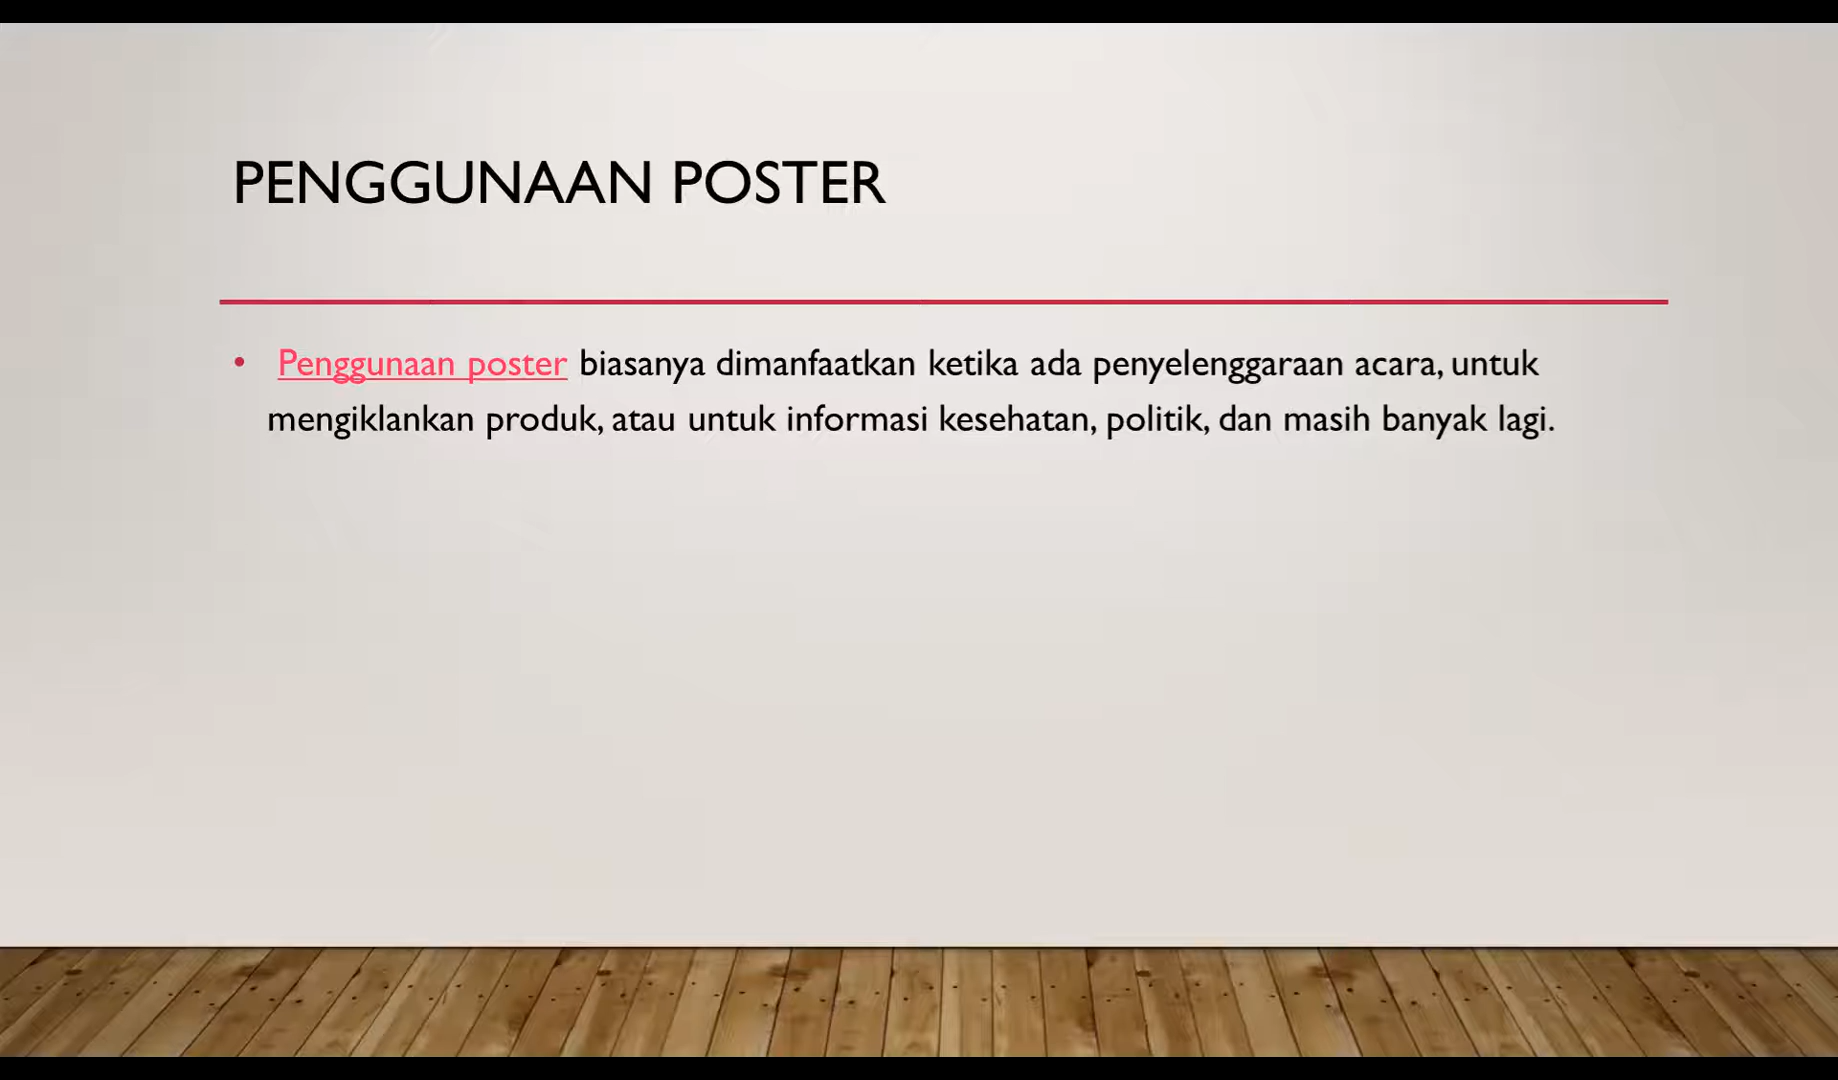 PENGGUNAAN POSTER
• Penggunaan poster biasanya dimanfaatkan ketika ada penyelenggaraan acara, untuk
mengiklankan produk, atau untuk informasi kesehatan, politik, dan masih banyak lagi.